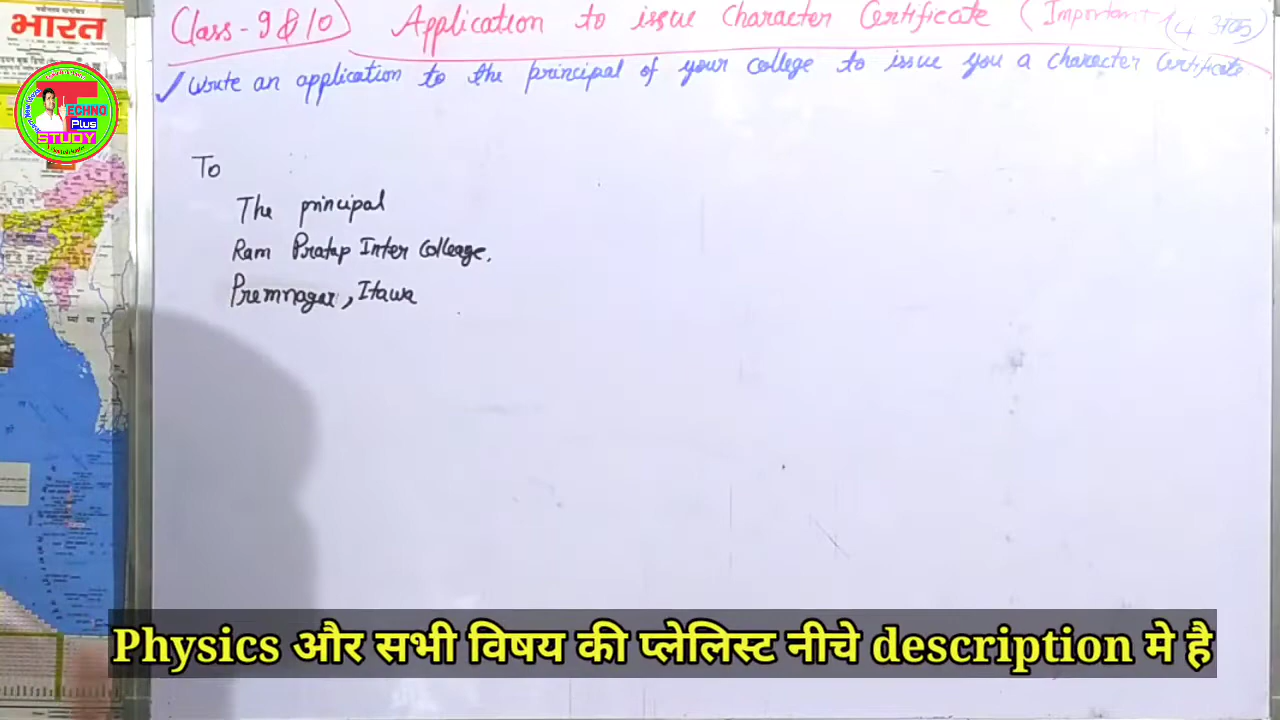 भारत
TECHNO
Plus
STUDY
Class-9&10
Application to issue Character Certificate (Important)
4 अंक
✓ Write an application to the principal of your college to issue you a character Certificate.
To
The principal
Ram Pratap Inter Colleage,
Premnagar, Itawa
Physics और सभी विषय की प्लेलिस्ट नीचे description मे है